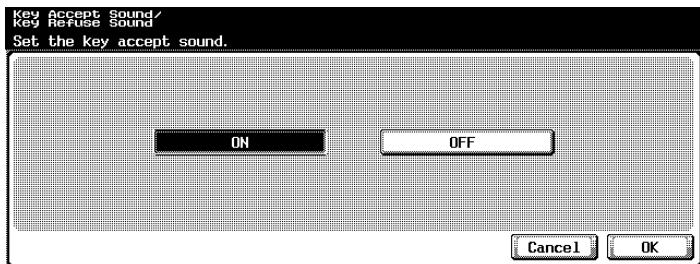 Key Accept Sound/
Key Refuse Sound
Set the key accept sound.
ON
OFF
Cancel
OK